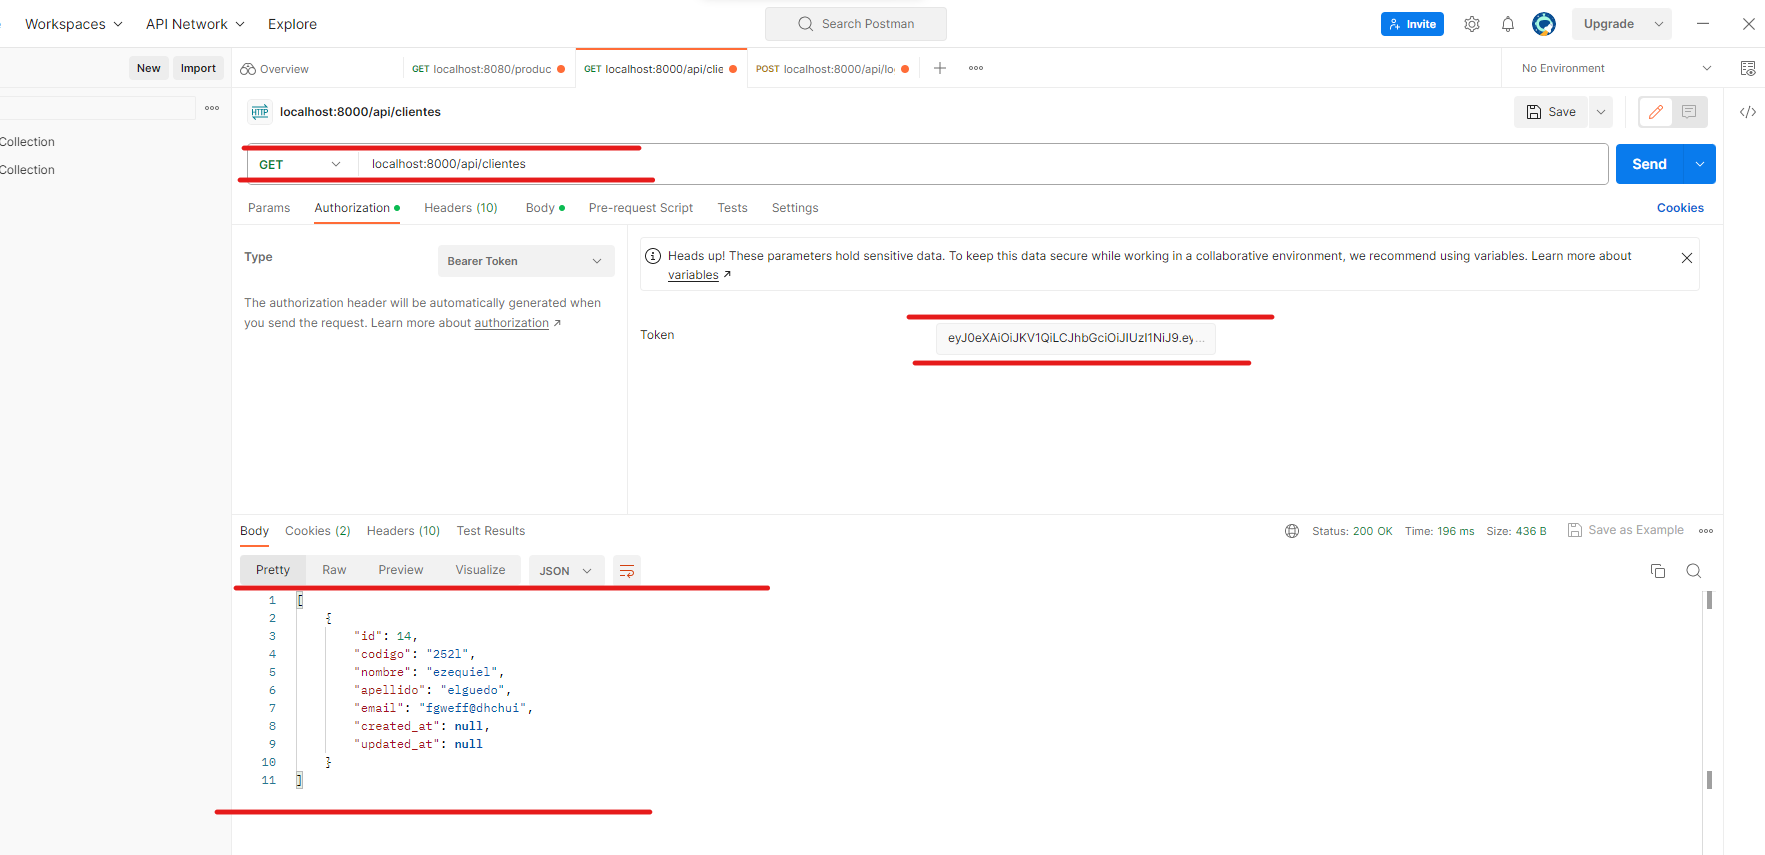 Workspaces API Network Explore Search Postman Invite Upgrade
New Import Overview GET localhost:8080/produc GET localhost:8000/api/clie POST localhost:8000/api/lo No Environment
HTTP localhost:8000/api/clientes Save
Collection
Collection
GET localhost:8000/api/clientes Send
Params Authorization Headers (10) Body Pre-request Script Tests Settings Cookies
Type Bearer Token
The authorization header will be automatically generated when
you send the request. Learn more about authorization
Heads up! These parameters hold sensitive data. To keep this data secure while working in a collaborative environment, we recommend using variables. Learn more about
variables
Token eyJ0eXAiOiJKV1QiLCJhbGciOiJIUzI1NiJ9.ey...
Body Cookies (2) Headers (10) Test Results Status: 200 OK Time: 196 ms Size: 436 B Save as Example
Pretty Raw Preview Visualize JSON
1 [
2 {
3 "id": 14,
4 "codigo": "252l",
5 "nombre": "ezequiel",
6 "apellido": "elguedo",
7 "email": "fgweff@dhchui",
8 "created_at": null,
9 "updated_at": null
10 }
11 ]